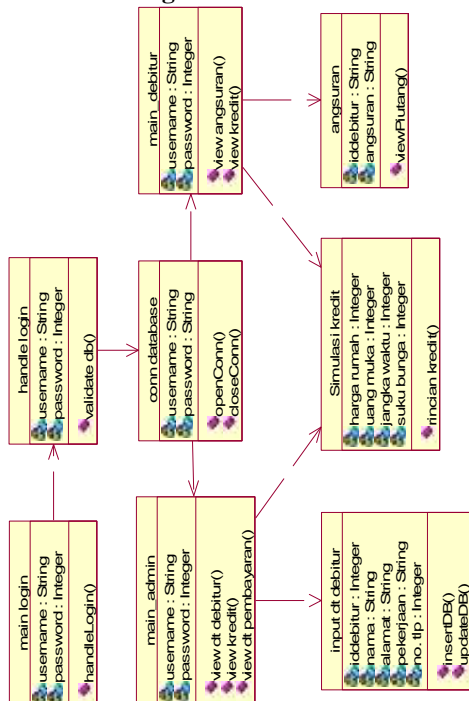 main_debitur
username : String
password : Integer
view angsuran()
view kredit()
angsuran
iddebitur : String
angsuran : String
viewPiutang()
handle login
username : String
password : Integer
validate db()
conn database
username : String
password : String
openConn()
closeConn()
Simulasi kredit
harga rumah : Integer
uang muka : Integer
jangka waktu : Integer
suku bunga : Integer
rincian kredit()
main login
username : String
password : Integer
handleLogin()
main_admin
username : String
password : Integer
view dt debitur()
view kredit()
view dt pembayaran()
input dt debitur
iddebitur : Integer
nama : String
alamat : String
pekerjaan : String
no. tlp : Integer
insertDB()
updateDB()